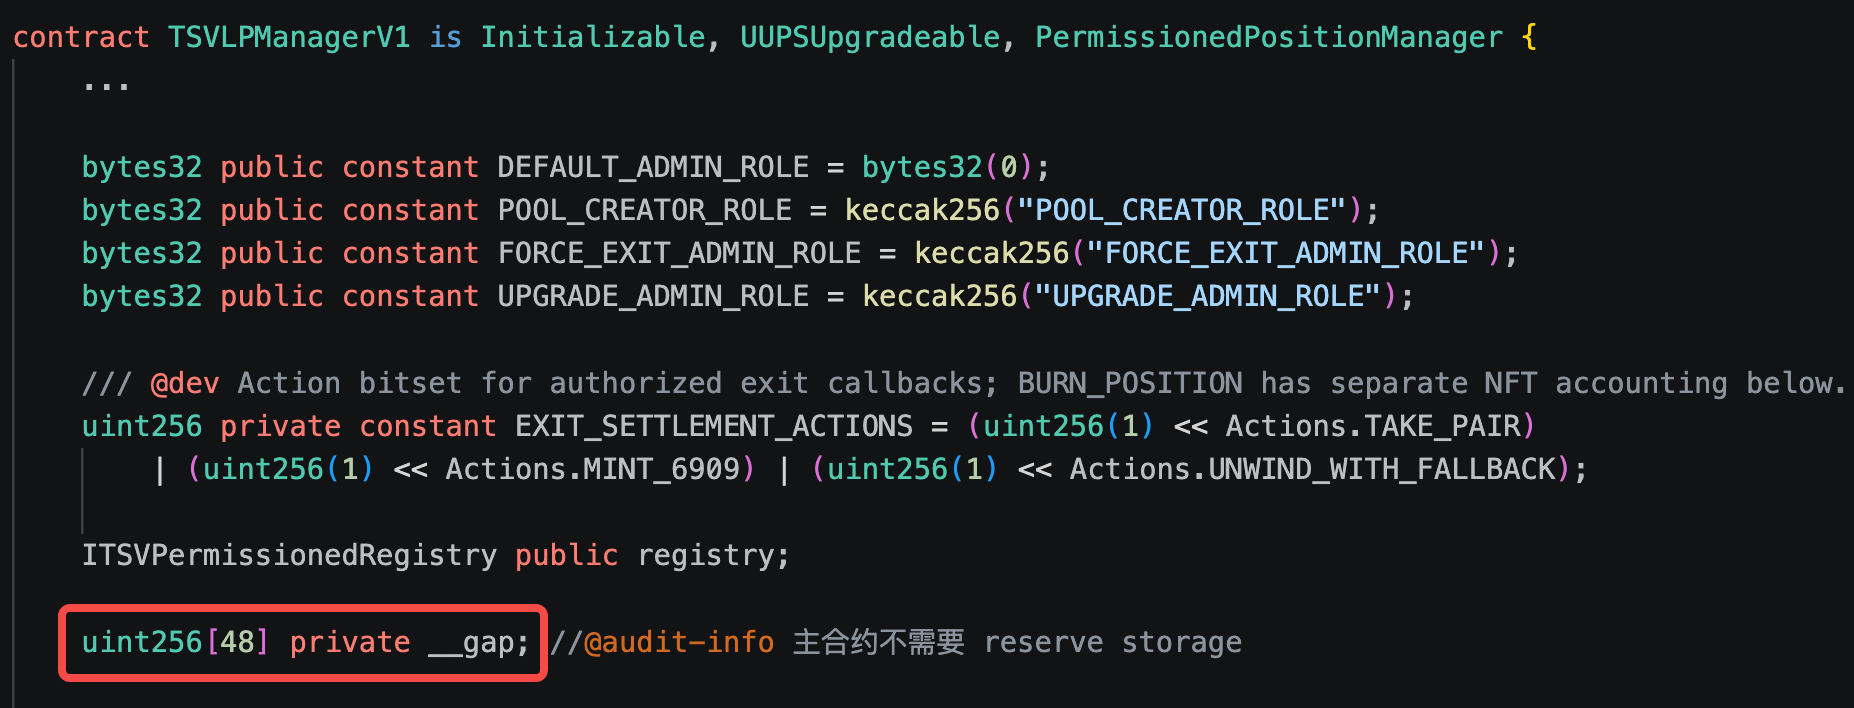 contract TSVLPManagerV1 is Initializable, UUPSUpgradeable, PermissionedPositionManager {
...
bytes32 public constant DEFAULT_ADMIN_ROLE = bytes32(0);
bytes32 public constant POOL_CREATOR_ROLE = keccak256("POOL_CREATOR_ROLE");
bytes32 public constant FORCE_EXIT_ADMIN_ROLE = keccak256("FORCE_EXIT_ADMIN_ROLE");
bytes32 public constant UPGRADE_ADMIN_ROLE = keccak256("UPGRADE_ADMIN_ROLE");
/// @dev Action bitset for authorized exit callbacks; BURN_POSITION has separate NFT accounting below.
uint256 private constant EXIT_SETTLEMENT_ACTIONS = (uint256(1) << Actions.TAKE_PAIR)
| (uint256(1) << Actions.MINT_6909) | (uint256(1) << Actions.UNWIND_WITH_FALLBACK);
ITSVPermissionedRegistry public registry;
uint256[48] private __gap; //@audit-info 主合约不需要 reserve storage